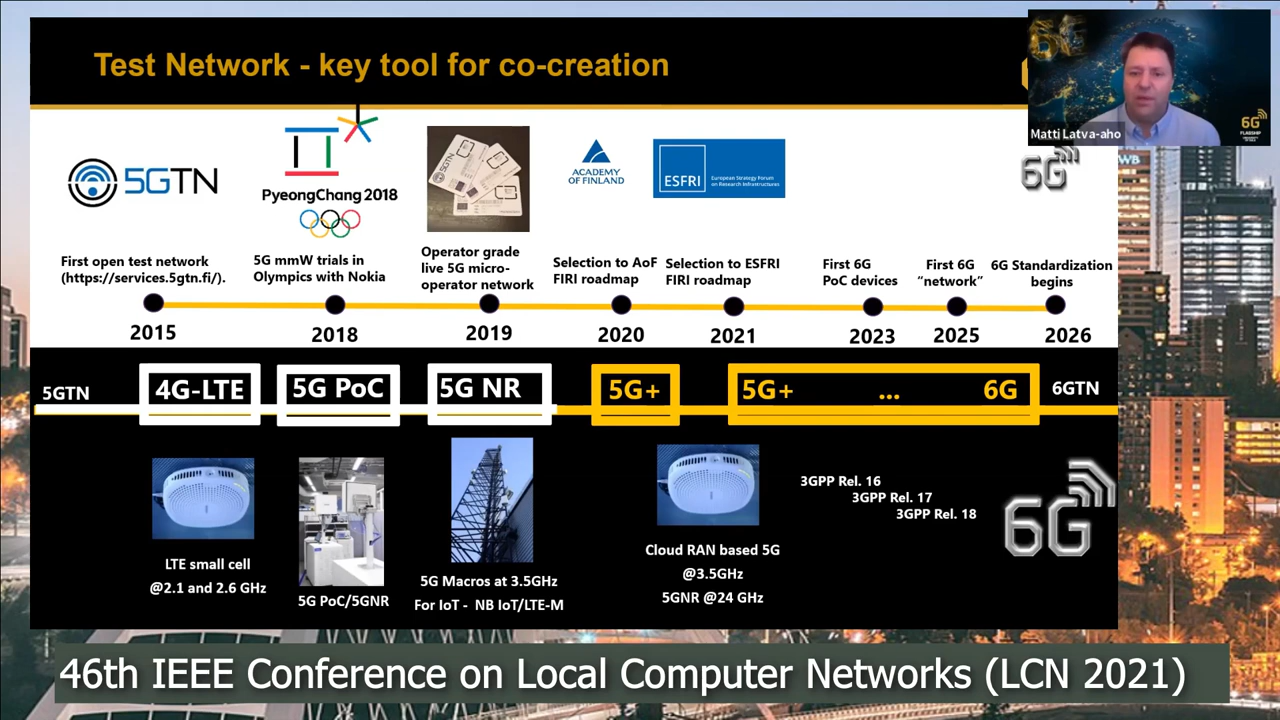 Test Network - key tool for co-creation
6G
6G
FLAGSHIP
Matti Latva-aho
5GTN
PyeongChang 2018
5GTN
ACADEMY
OF FINLAND
ESFRI
European Strategy Forum
on Research Infrastructures
6G
First open test network
(https://services.5gtn.fi/).
5G mmW trials in
Olympics with Nokia
Operator grade
live 5G micro-
operator network
Selection to AoF
FIRI roadmap
Selection to ESFRI
FIRI roadmap
First 6G
PoC devices
First 6G
“network”
6G Standardization
begins
2015
2018
2019
2020
2021
2023
2025
2026
5GTN
4G-LTE
5G PoC
5G NR
5G+
5G+
...
6G
6GTN
LTE small cell
@2.1 and 2.6 GHz
5G PoC/5GNR
5G Macros at 3.5GHz
For IoT - NB IoT/LTE-M
Cloud RAN based 5G
@3.5GHz
5GNR @24 GHz
3GPP Rel. 16
3GPP Rel. 17
3GPP Rel. 18
6G
46th IEEE Conference on Local Computer Networks (LCN 2021)